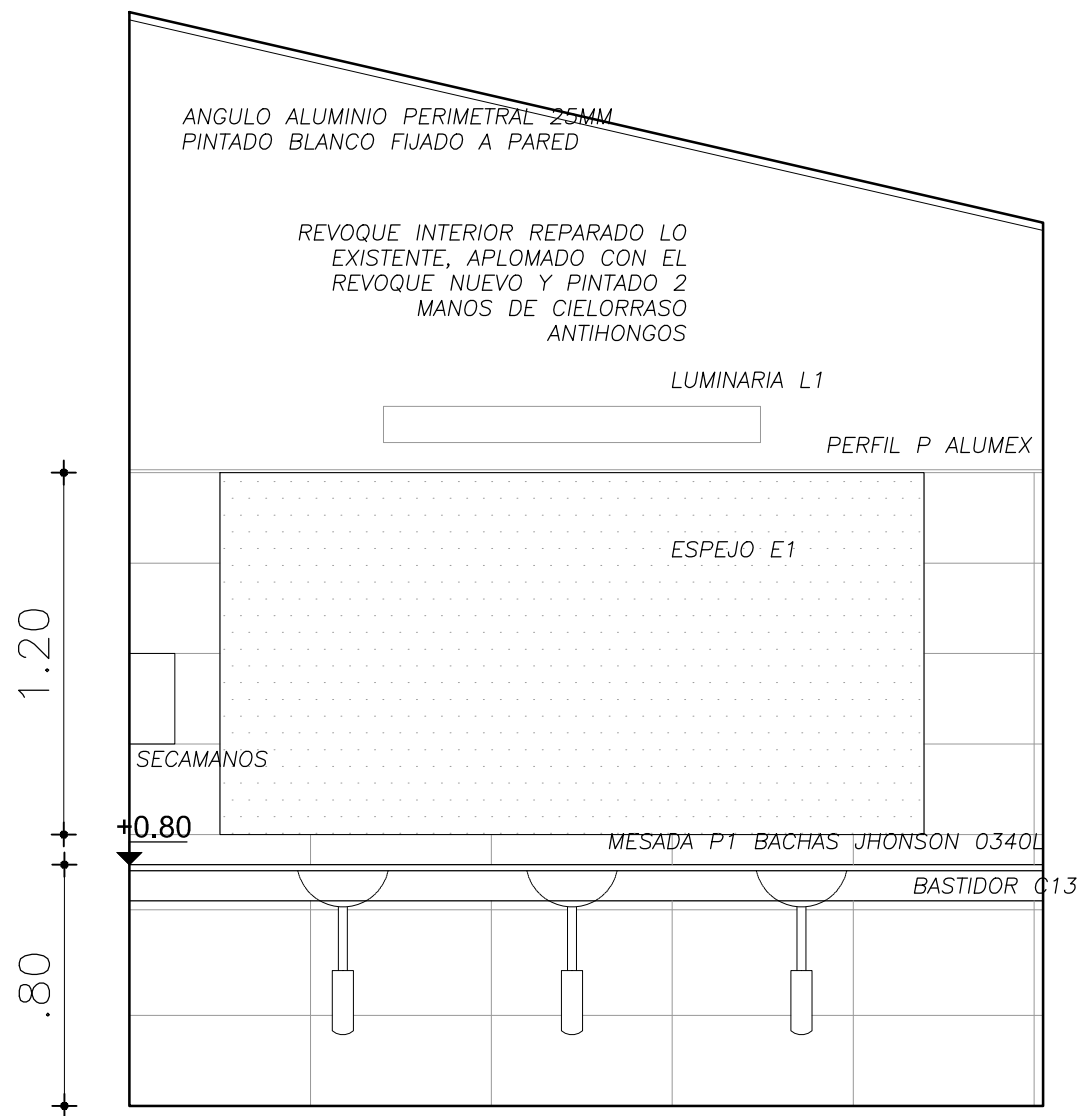 ANGULO ALUMINIO PERIMETRAL 25MM
PINTADO BLANCO FIJADO A PARED
REVOQUE INTERIOR REPARADO LO
EXISTENTE, APLOMADO CON EL
REVOQUE NUEVO Y PINTADO 2
MANOS DE CIELORRASO
ANTIHONGOS
LUMINARIA L1
PERFIL P ALUMEX
ESPEJO E1
1.20
SECAMANOS
+0.80
MESADA P1 BACHAS JHONSON 0340L
BASTIDOR C13
.80